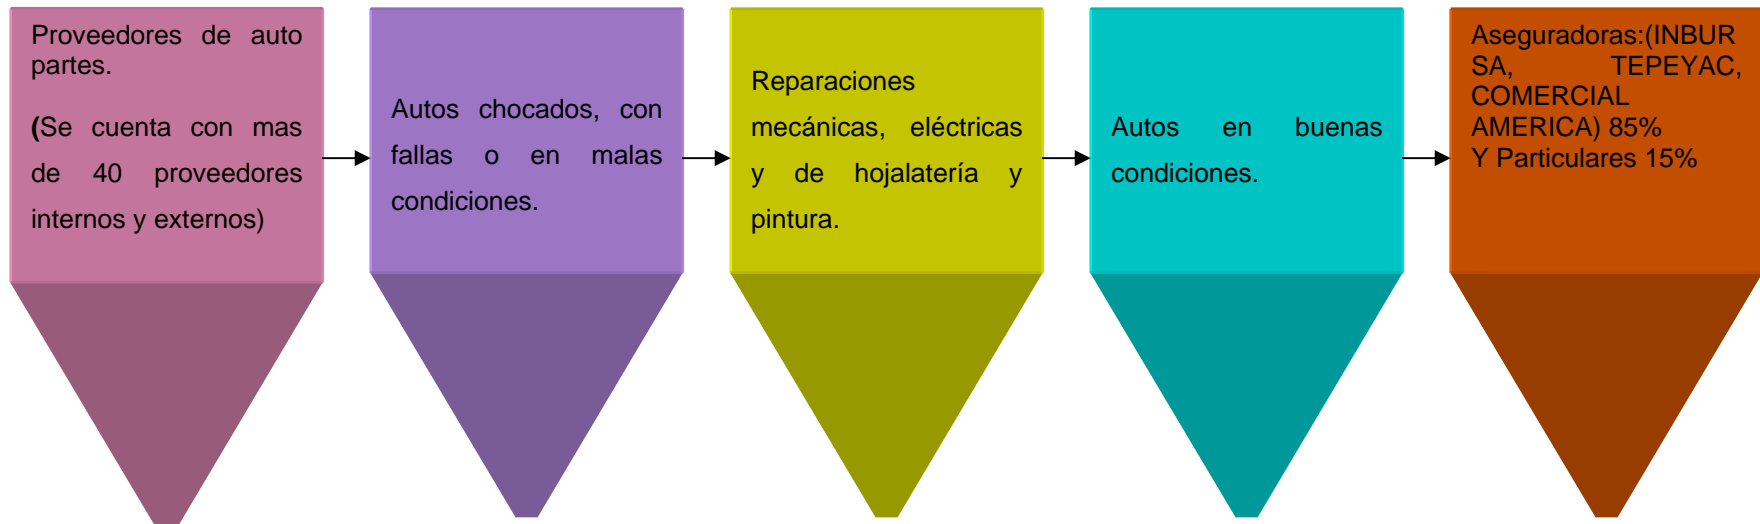 Proveedores de auto
partes.
(Se cuenta con mas
de 40 proveedores
internos y externos)
Autos chocados, con
fallas o en malas
condiciones.
Reparaciones
mecánicas, eléctricas
y de hojalatería y
pintura.
Autos en buenas
condiciones.
Aseguradoras:(INBUR
SA, TEPEYAC,
COMERCIAL
AMERICA) 85%
Y Particulares 15%